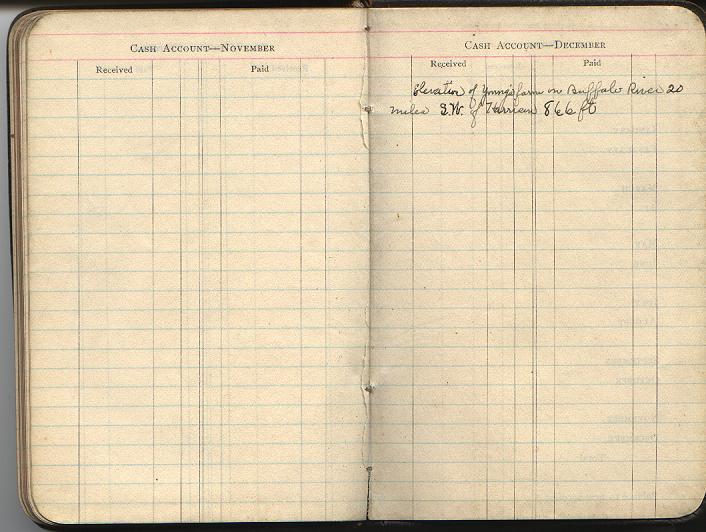 Cash Account—November
Received Paid
Cash Account—December
Received Paid
Elevation of Young's farm on Buffalo River 20
miles S.W. of Harrison 866 ft